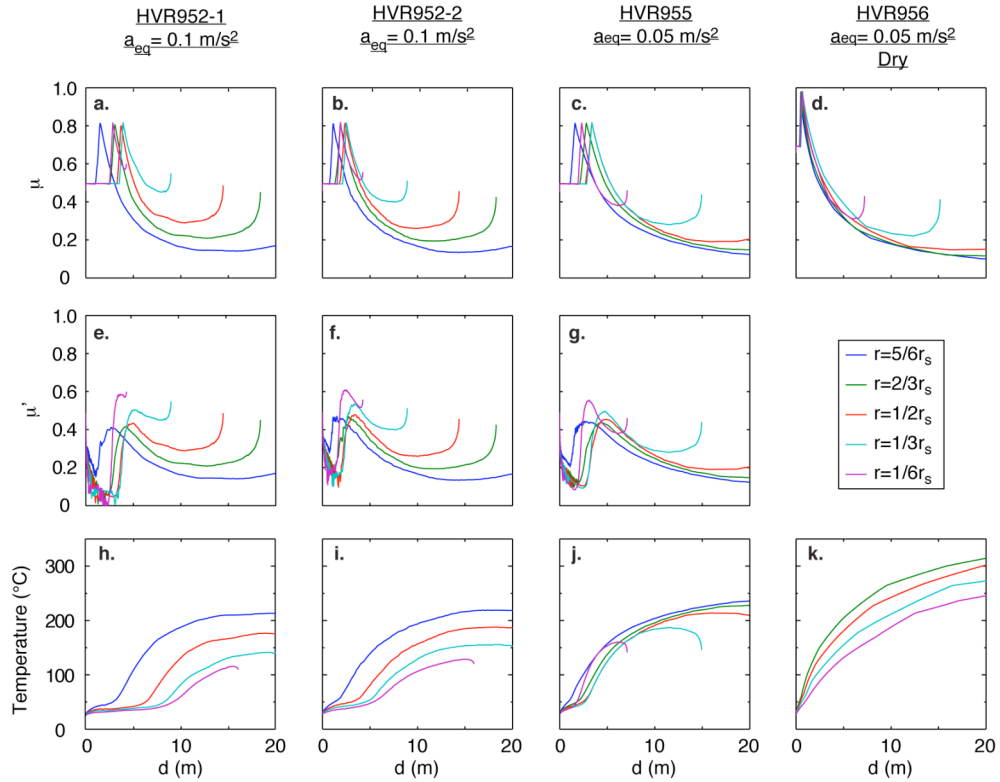 HVR952-1
a_eq= 0.1 m/s²
HVR952-2
a_eq= 0.1 m/s²
HVR955
aeq= 0.05 m/s²
HVR956
aeq= 0.05 m/s²
Dry
a.
b.
c.
d.
1.0
0.8
0.6
0.4
0.2
0
μ
e.
f.
g.
1.0
0.8
0.6
0.4
0.2
0
μ'
r=5/6r_s
r=2/3r_s
r=1/2r_s
r=1/3r_s
r=1/6r_s
h.
i.
j.
k.
300
200
100
0
Temperature (°C)
0 10 20
0 10 20
0 10 20
0 10 20
d (m)
d (m)
d (m)
d (m)